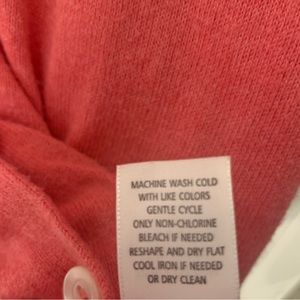 MACHINE WASH COLD
WITH LIKE COLORS
GENTLE CYCLE
ONLY NON-CHLORINE
BLEACH IF NEEDED
RESHAPE AND DRY FLAT
COOL IRON IF NEEDED
OR DRY CLEAN